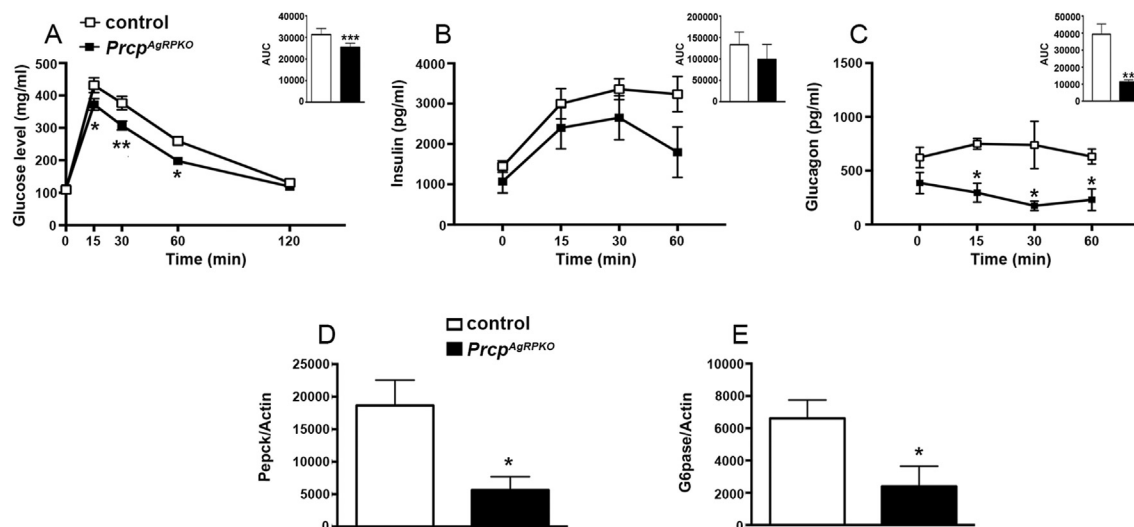 A
control
Prcp^AgRPKO
Glucose level (mg/ml)
500
400
300
200
100
0
0 15 30 60 120
Time (min)
*
**
*
AUC
40000
30000
20000
10000
0
***
B
Insulin (pg/ml)
4000
3000
2000
1000
0
0 15 30 60
Time (min)
AUC
200000
150000
100000
50000
0
C
Glucagon (pg/ml)
1500
1000
500
0
0 15 30 60
Time (min)
* * *
AUC
50000
40000
30000
20000
10000
0
**
D
control
Prcp^AgRPKO
Pepck/Actin
25000
20000
15000
10000
5000
0
*
E
G6pase/Actin
10000
8000
6000
4000
2000
0
*